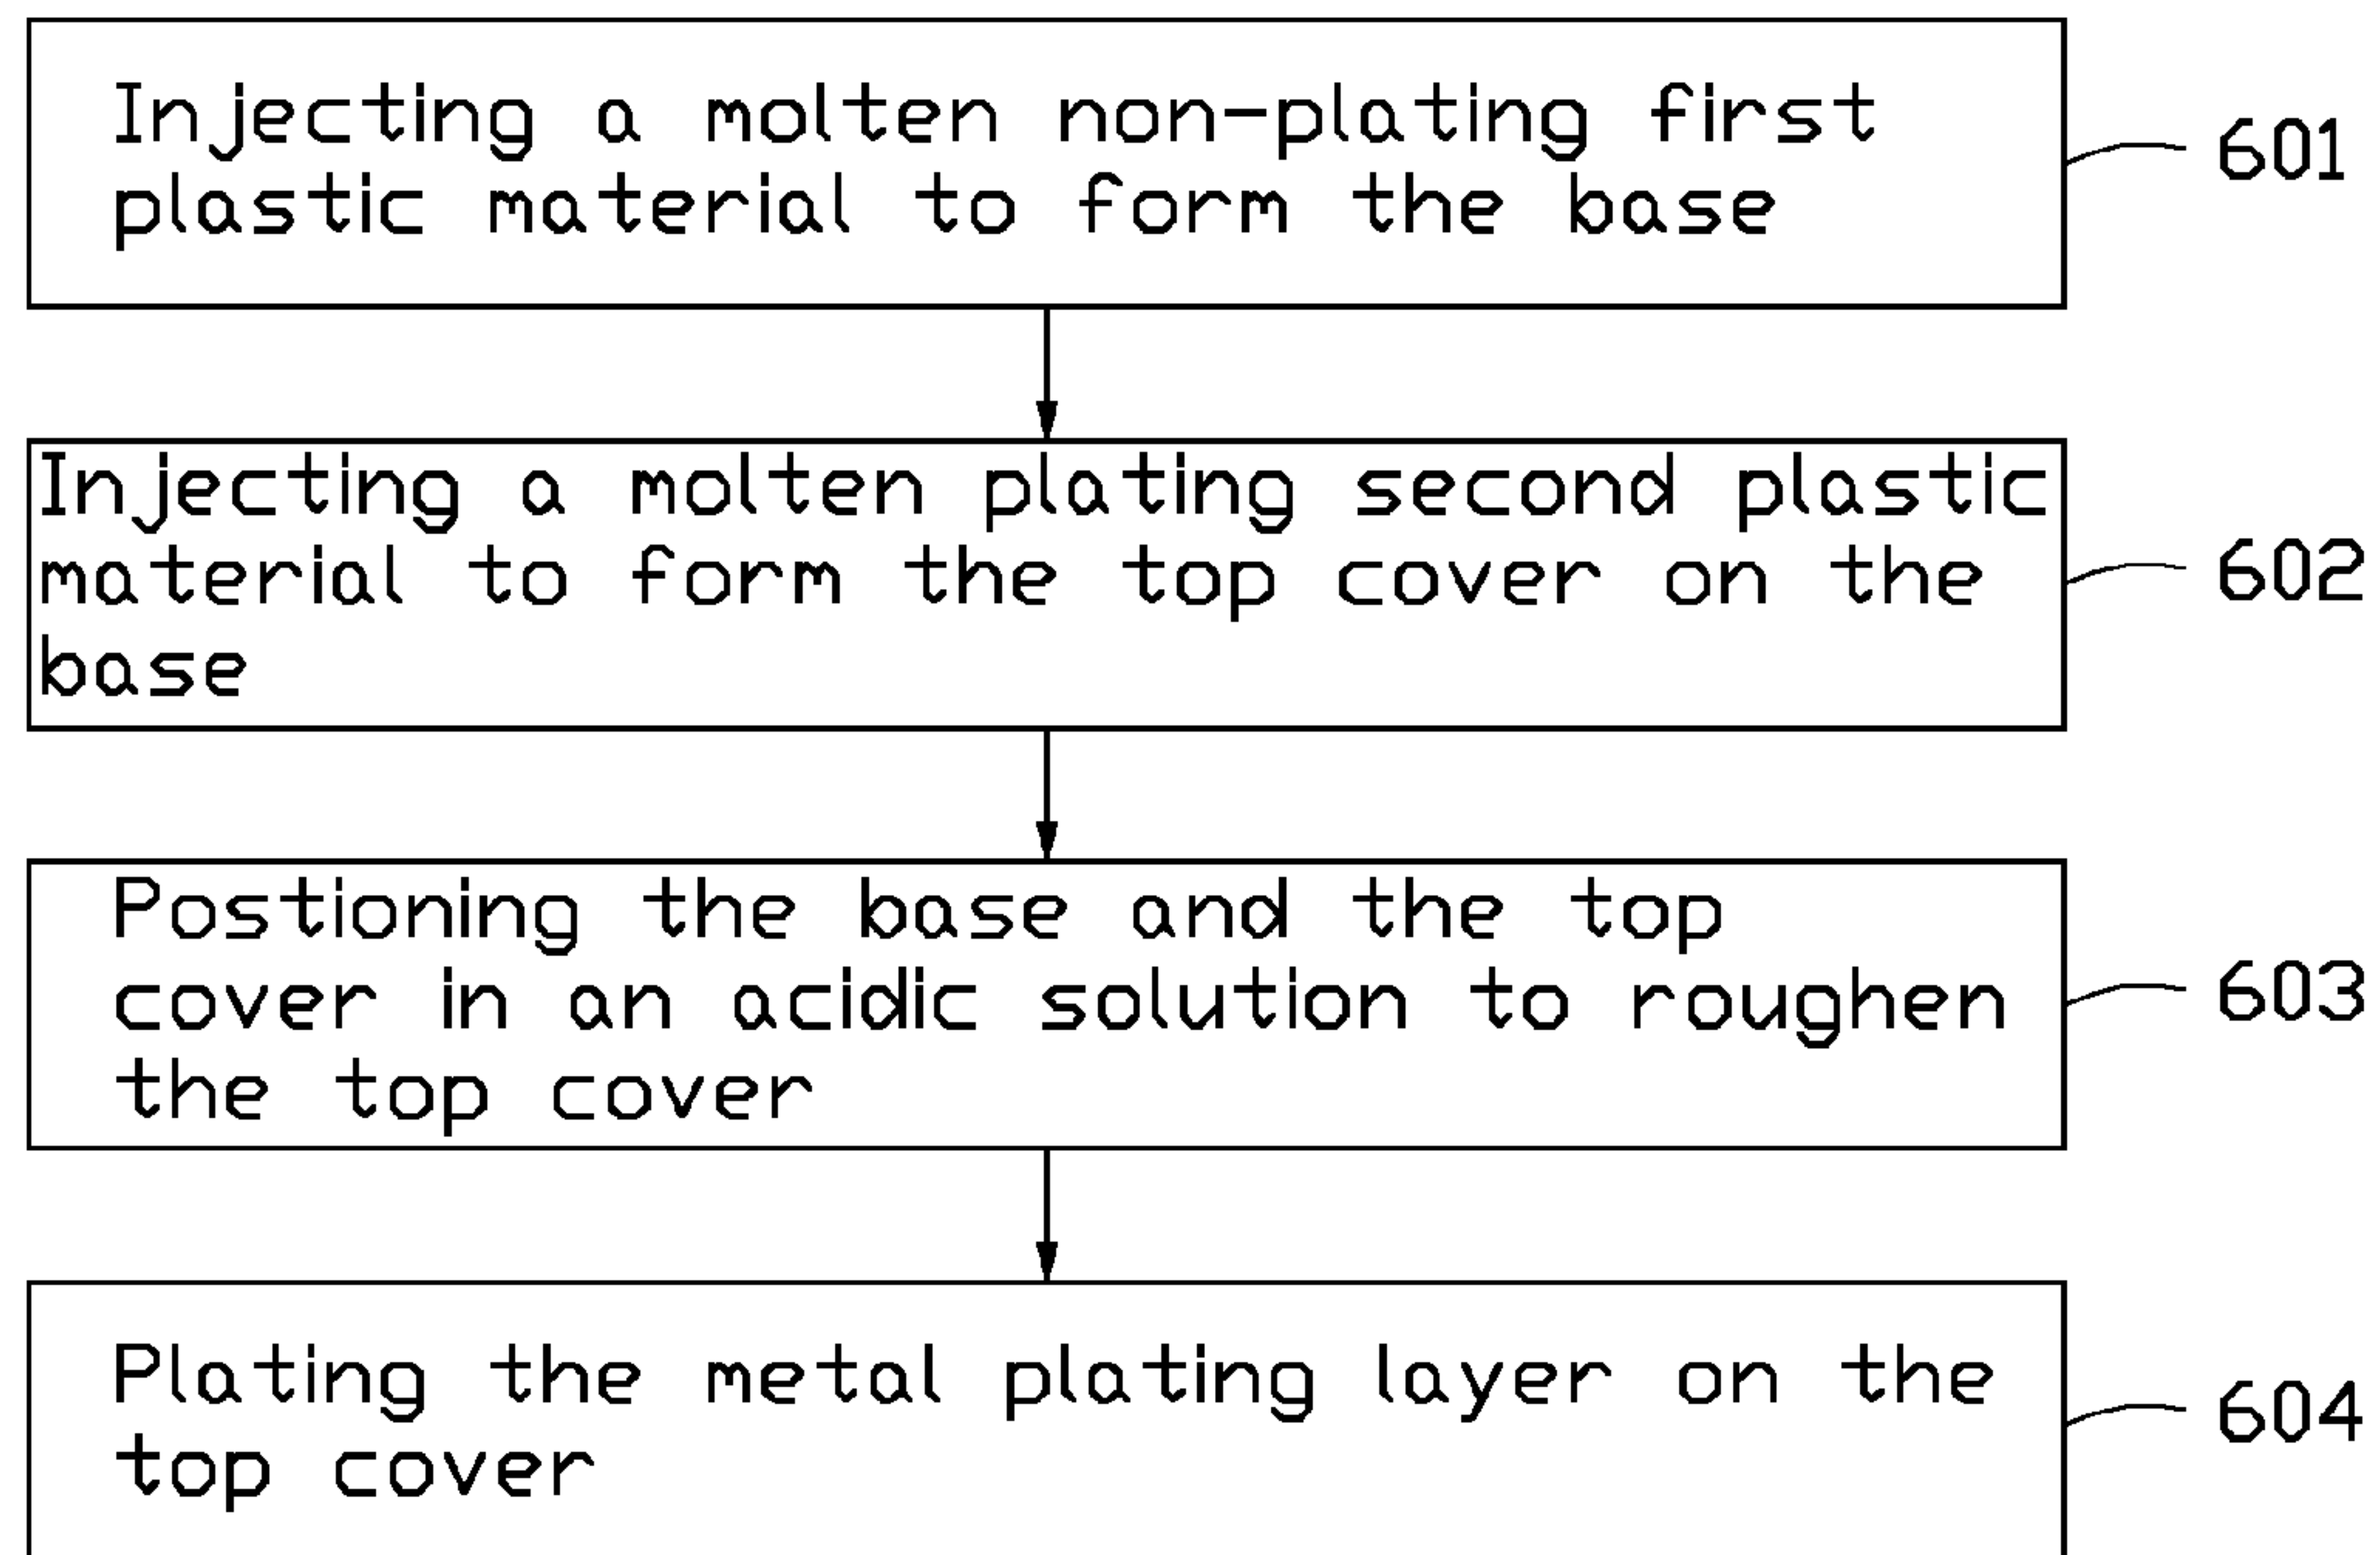 Injecting a molten non-plating first
plastic material to form the base
601
Injecting a molten plating second plastic
material to form the top cover on the
base
602
Postioning the base and the top
cover in an acidic solution to roughen
the top cover
603
Plating the metal plating layer on the
top cover
604